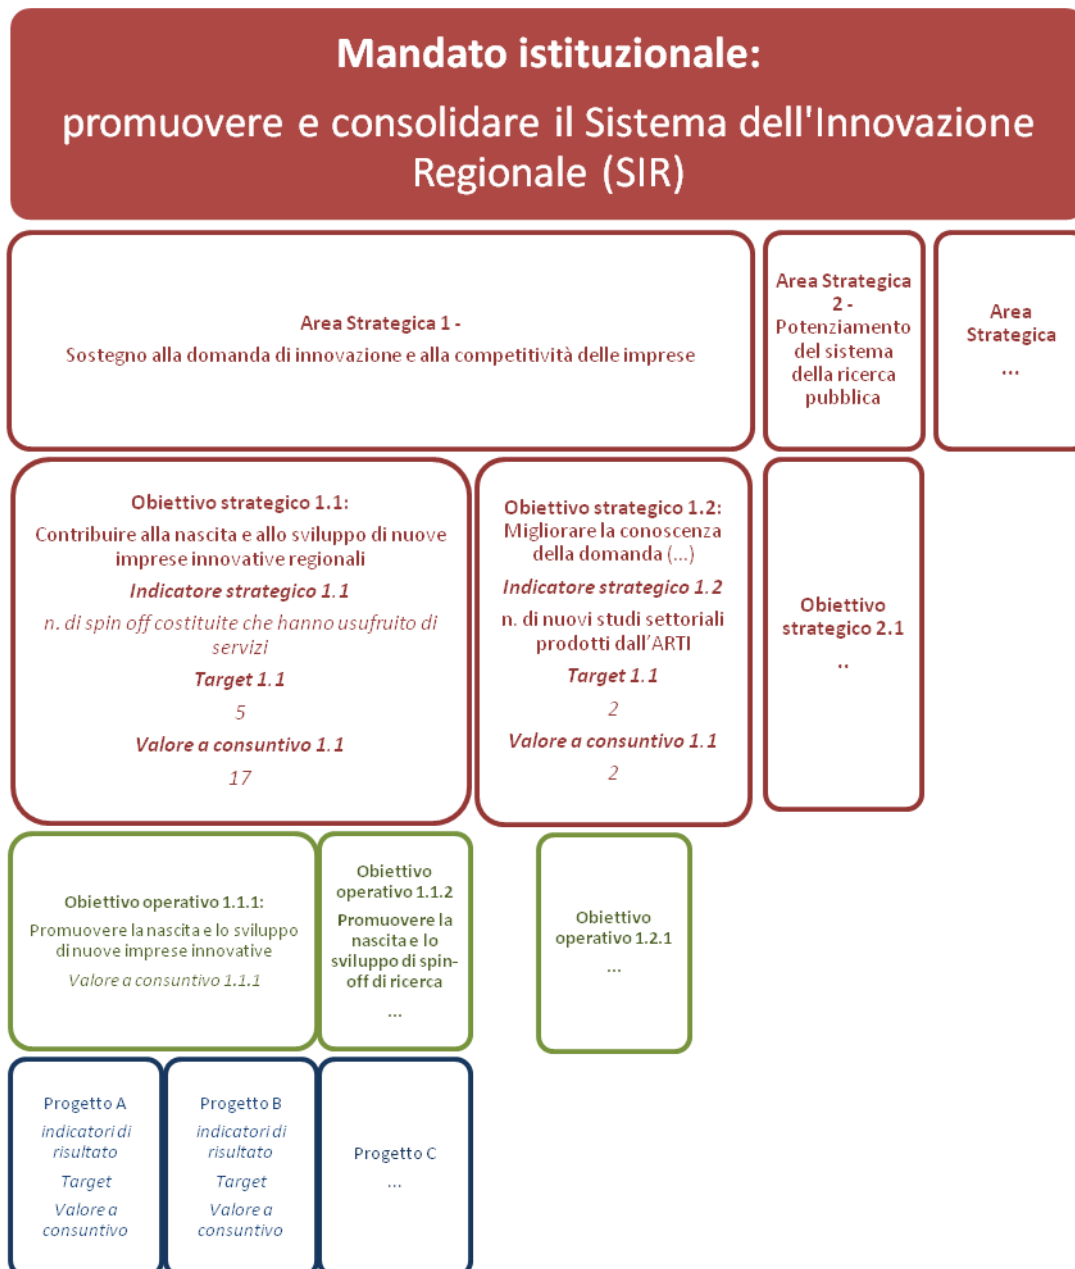 Mandato istituzionale:
promuovere e consolidare il Sistema dell'Innovazione
Regionale (SIR)
Area Strategica 1 -
Sostegno alla domanda di innovazione e alla competitività delle imprese
Area Strategica
2 -
Potenziamento
del sistema
della ricerca
pubblica
Area
Strategica
...
Obiettivo strategico 1.1:
Contribuire alla nascita e allo sviluppo di nuove
imprese innovative regionali
Indicatore strategico 1.1
n. di spin off costituite che hanno usufruito di
servizi
Target 1.1
5
Valore a consuntivo 1.1
17
Obiettivo strategico 1.2:
Migliorare la conoscenza
della domanda (...)
Indicatore strategico 1.2
n. di nuovi studi settoriali
prodotti dall'ARTI
Target 1.1
2
Valore a consuntivo 1.1
2
Obiettivo
strategico 2.1
..
Obiettivo operativo 1.1.1:
Promuovere la nascita e lo sviluppo
di nuove imprese innovative
Valore a consuntivo 1.1.1
Obiettivo
operativo 1.1.2
Promuovere la
nascita e lo
sviluppo di spin-
off di ricerca
...
Obiettivo
operativo 1.2.1
...
Progetto A
indicatori di
risultato
Target
Valore a
consuntivo
Progetto B
indicatori di
risultato
Target
Valore a
consuntivo
Progetto C
...